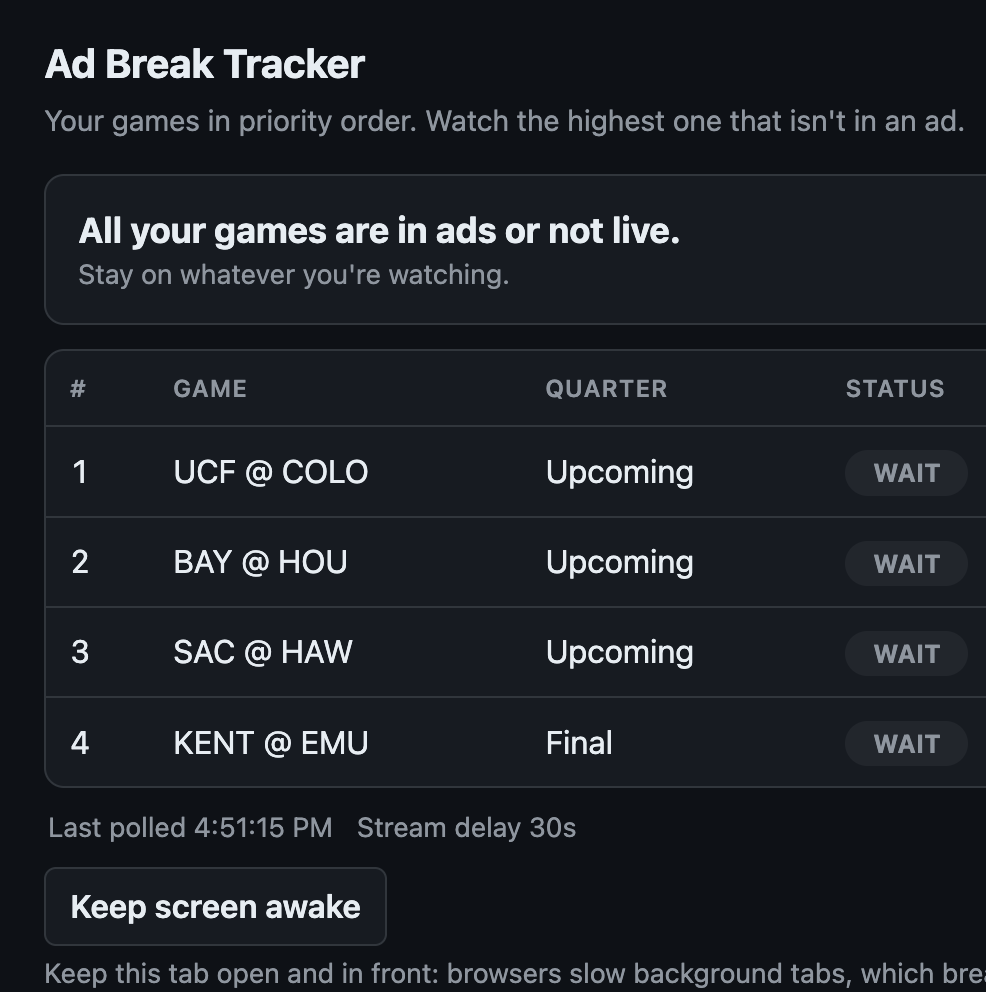 Ad Break Tracker
Your games in priority order. Watch the highest one that isn't in an ad.
All your games are in ads or not live.
Stay on whatever you're watching.
# GAME QUARTER STATUS
1 UCF @ COLO Upcoming WAIT
2 BAY @ HOU Upcoming WAIT
3 SAC @ HAW Upcoming WAIT
4 KENT @ EMU Final WAIT
Last polled 4:51:15 PM Stream delay 30s
Keep screen awake
Keep this tab open and in front: browsers slow background tabs, which